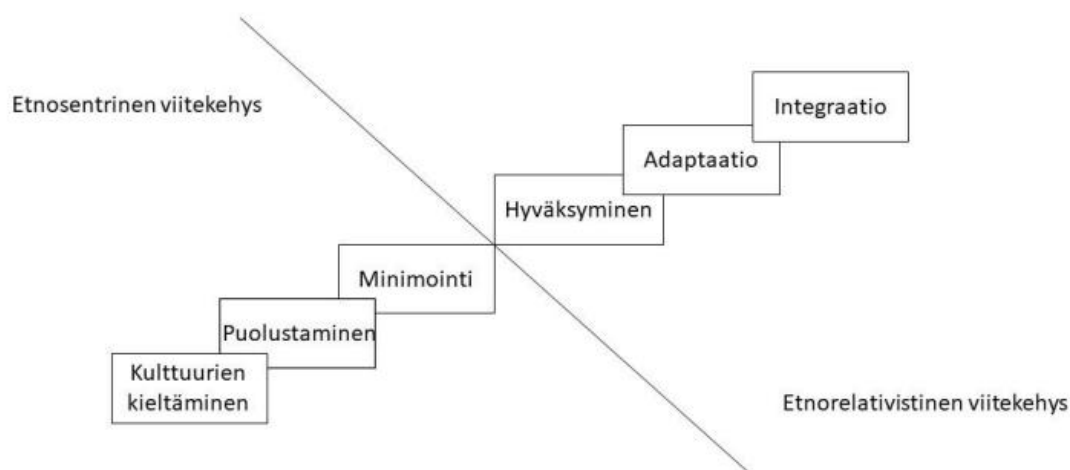 Etnosentrinen viitekehys
Integraatio
Adaptaatio
Hyväksyminen
Minimointi
Puolustaminen
Kulttuurien
kieltäminen
Etnorelativistinen viitekehys